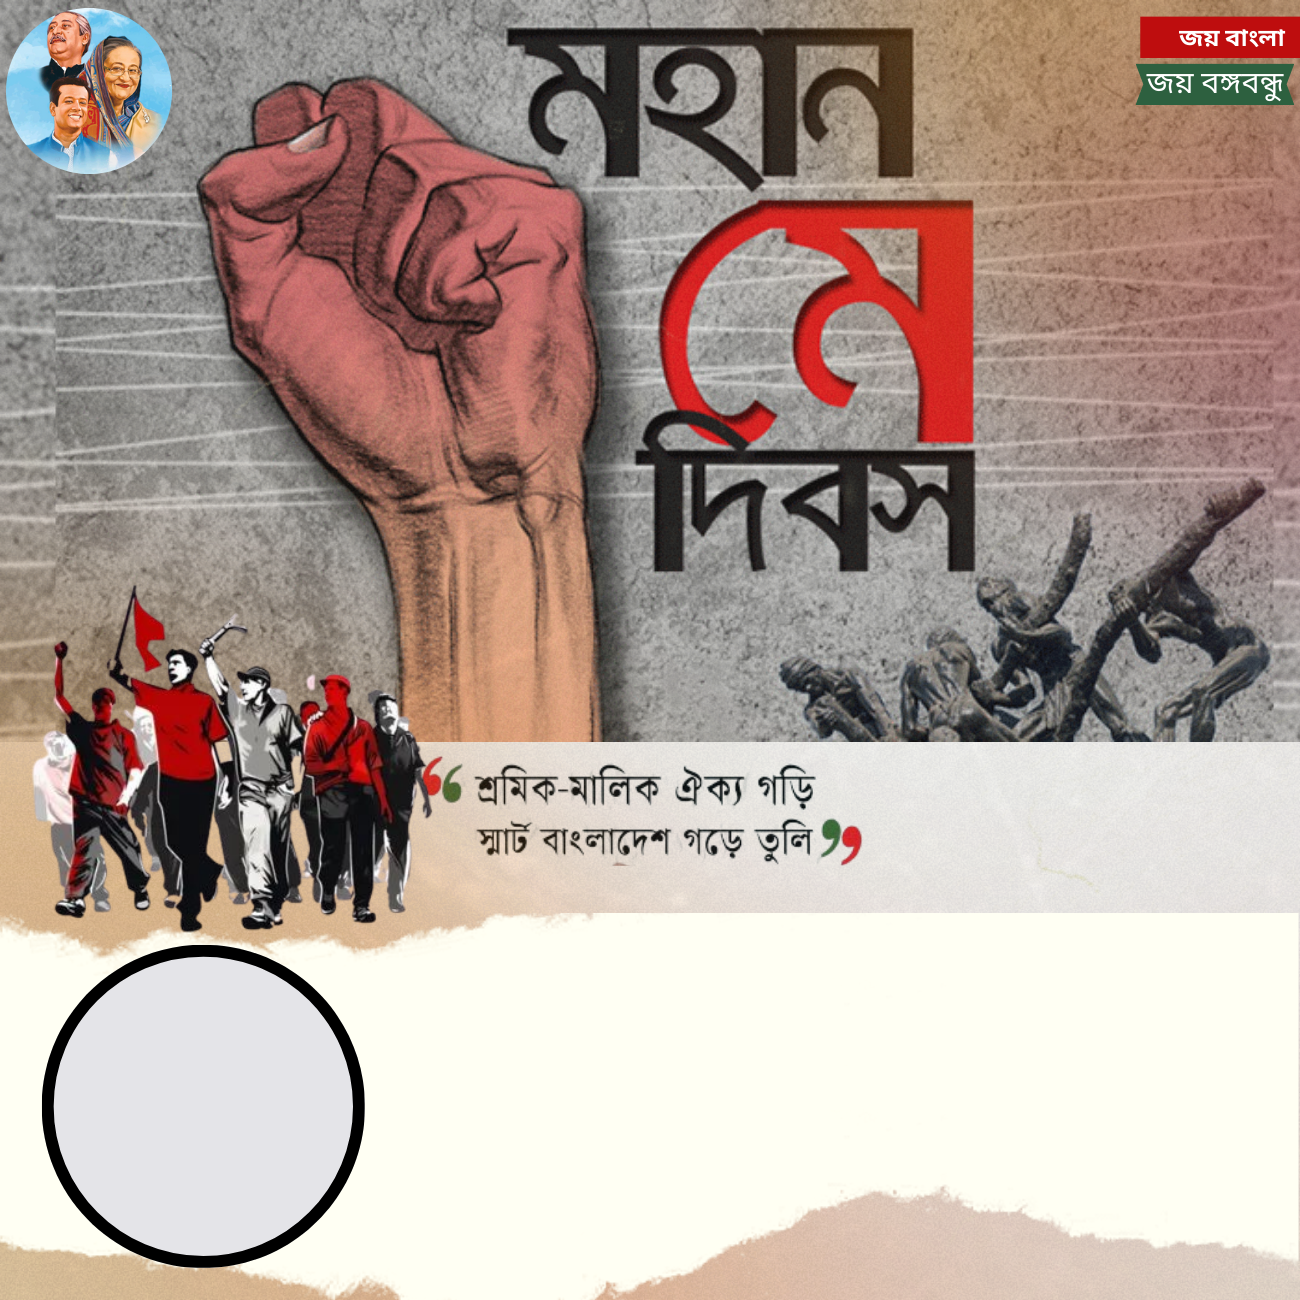 জয় বাংলা
জয় বঙ্গবন্ধু
মহান
মে
দিবস
❝ শ্রমিক-মালিক ঐক্য গড়ি
স্মার্ট বাংলাদেশ গড়ে তুলি ❞